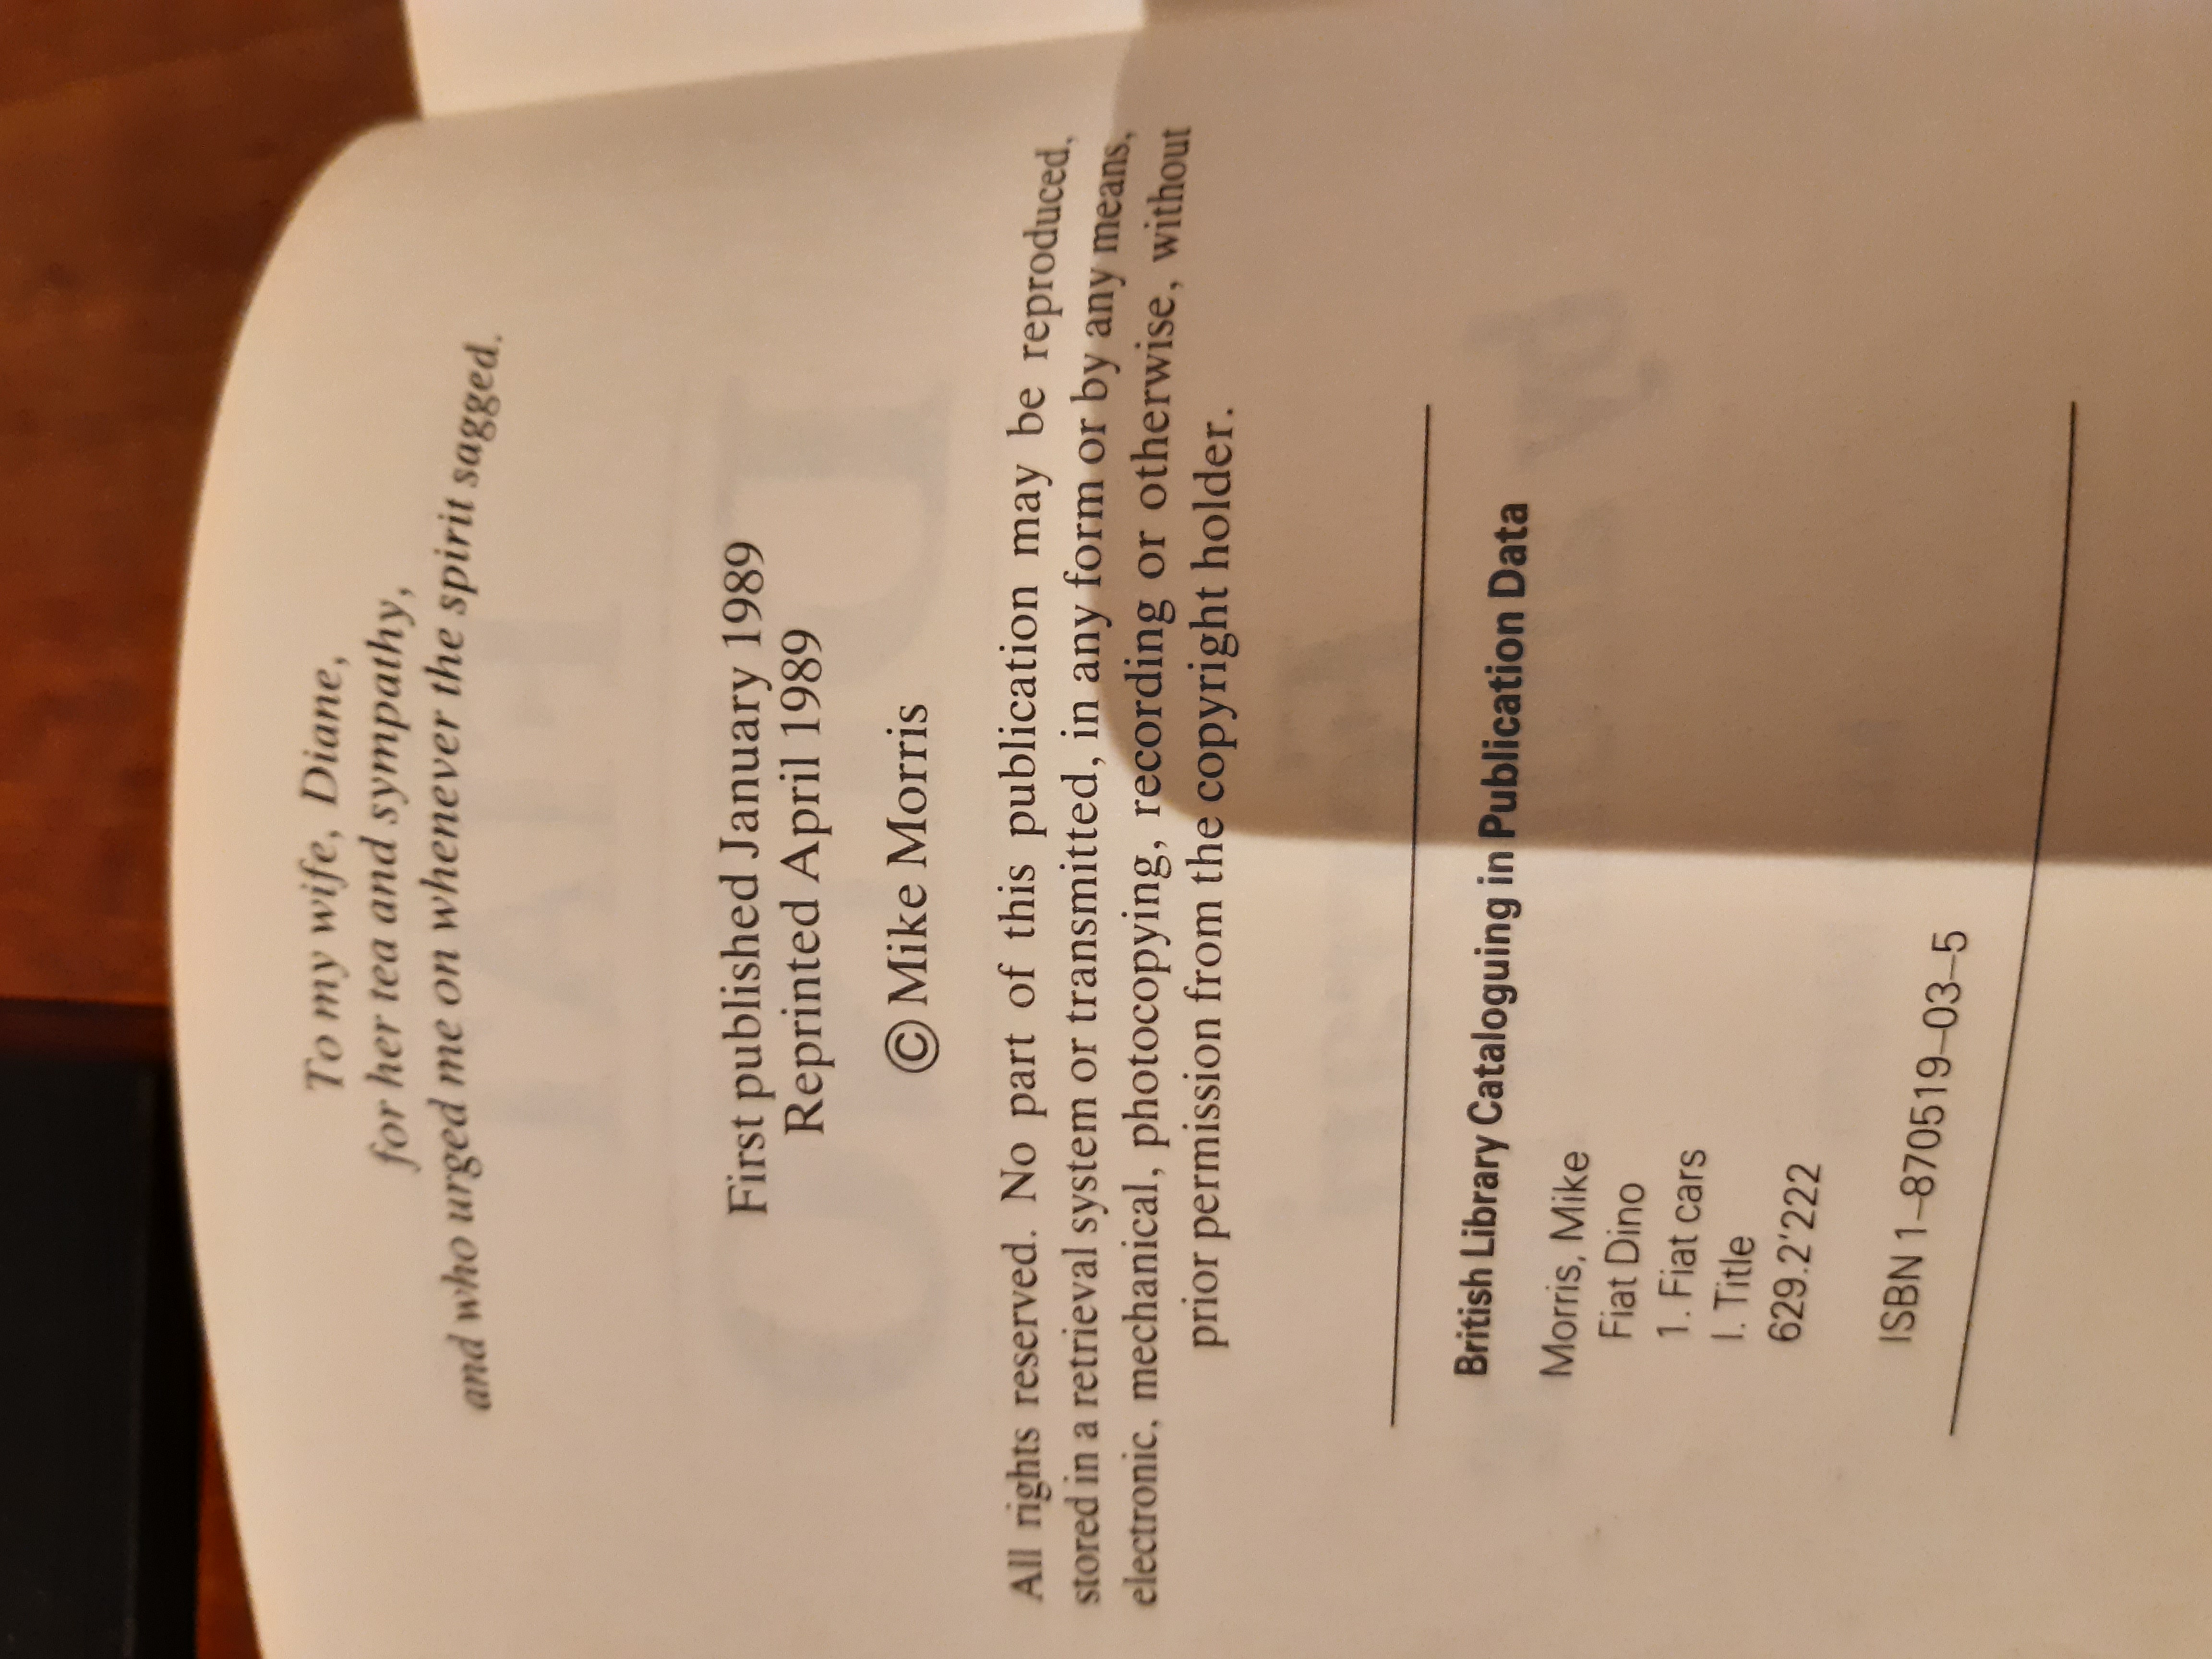 To my wife, Diane,
for her tea and sympathy,
and who urged me on whenever the spirit sagged.
First published January 1989
Reprinted April 1989
© Mike Morris
All rights reserved. No part of this publication may be reproduced,
stored in a retrieval system or transmitted, in any form or by any means,
electronic, mechanical, photocopying, recording or otherwise, without
prior permission from the copyright holder.
British Library Cataloguing in Publication Data
Morris, Mike
Fiat Dino
1. Fiat cars
I. Title
629.2'222
ISBN 1–870519–03–5